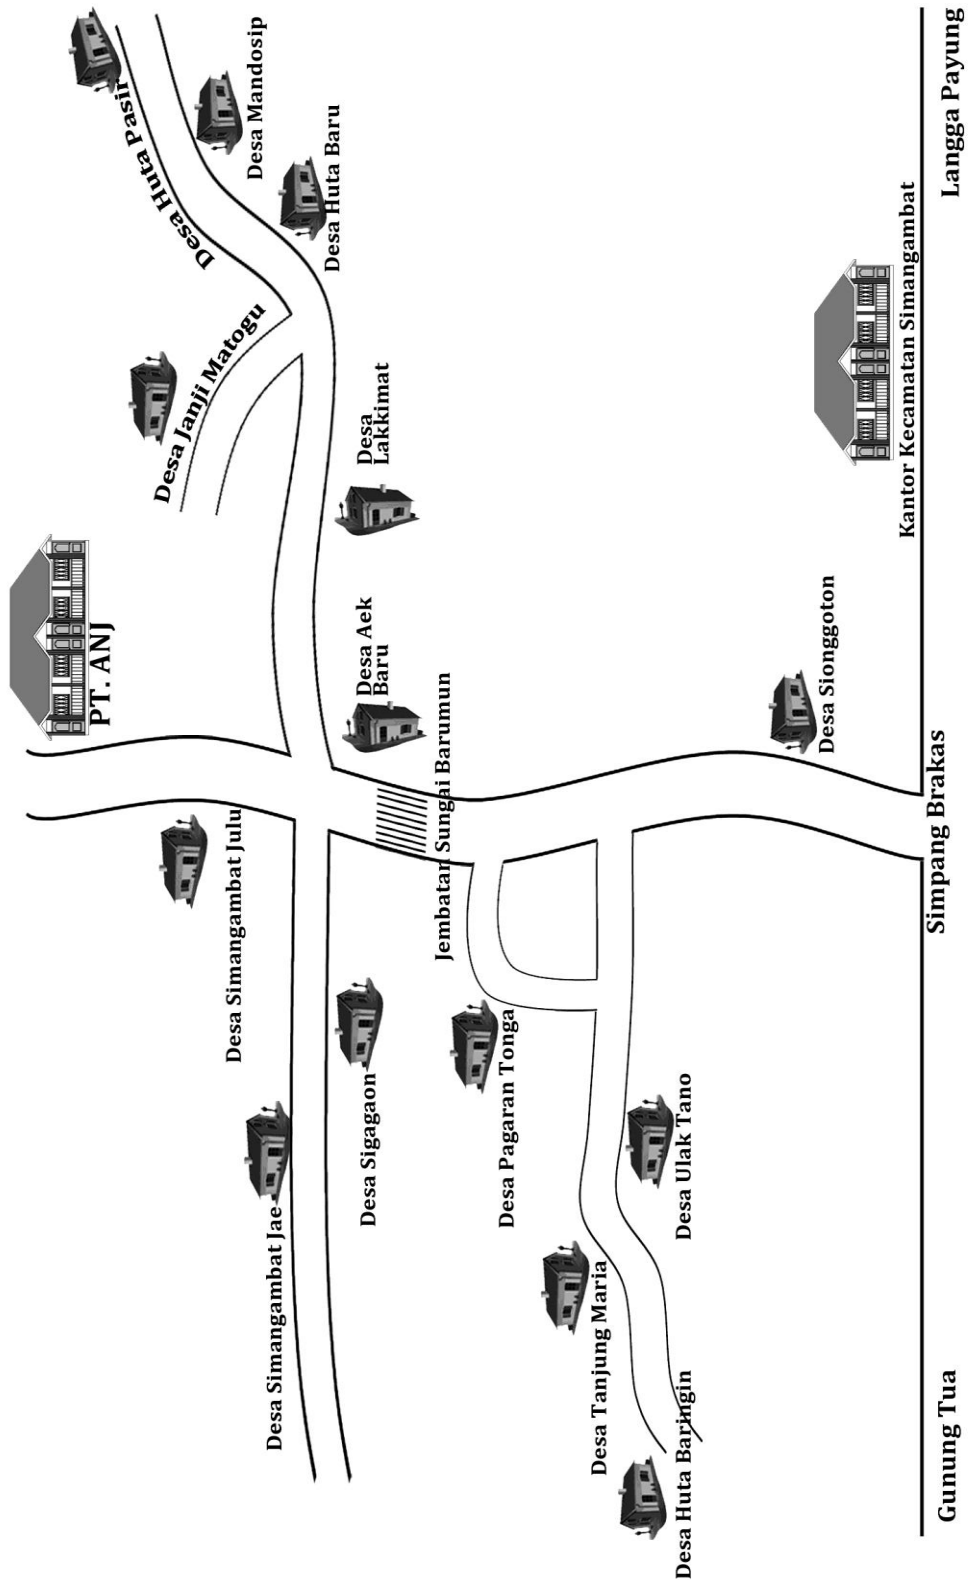 PT. ANJ
Desa Huta Pasir
Desa Janji Matogu
Desa Simangambat Julu
Desa Mandosip
Desa Simangambat Jae
Desa Huta Baru
Desa Sigagaon
Desa Aek
Baru
Desa
Lakkimat
Jembatan Sungai Barumun
Desa Pagaran Tonga
Desa Tanjung Maria
Desa Huta Baringin
Desa Ulak Tano
Desa Sionggoton
Kantor Kecamatan Simangambat
Gunung Tua
Simpang Brakas
Langga Payung